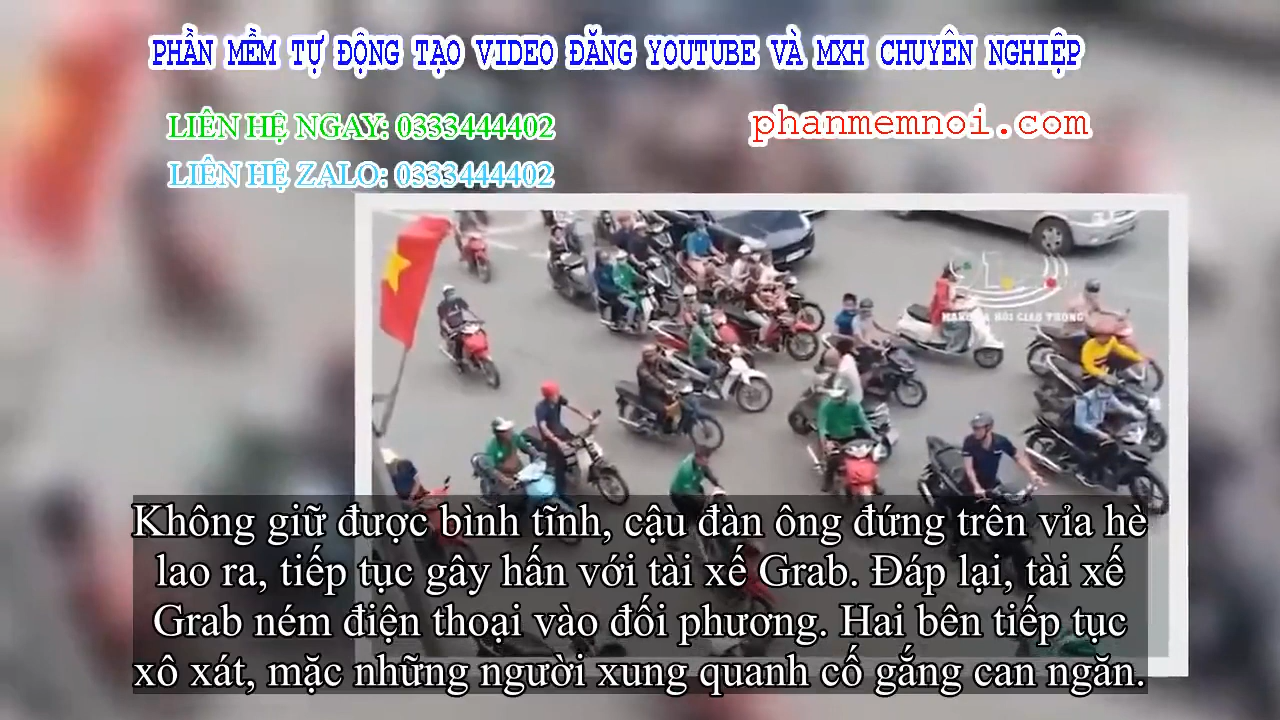 PHẦN MỀM TỰ ĐỘNG TẠO VIDEO ĐĂNG YOUTUBE VÀ MXH CHUYÊN NGHIỆP
LIÊN HỆ NGAY: 0333444402
phanmemnoi.com
LIÊN HỆ ZALO: 0333444402
GIAO THÔNG
Không giữ được bình tĩnh, cậu đàn ông đứng trên vỉa hè
lao ra, tiếp tục gây hấn với tài xế Grab. Đáp lại, tài xế
Grab ném điện thoại vào đối phương. Hai bên tiếp tục
xô xát, mặc những người xung quanh cố gắng can ngăn.